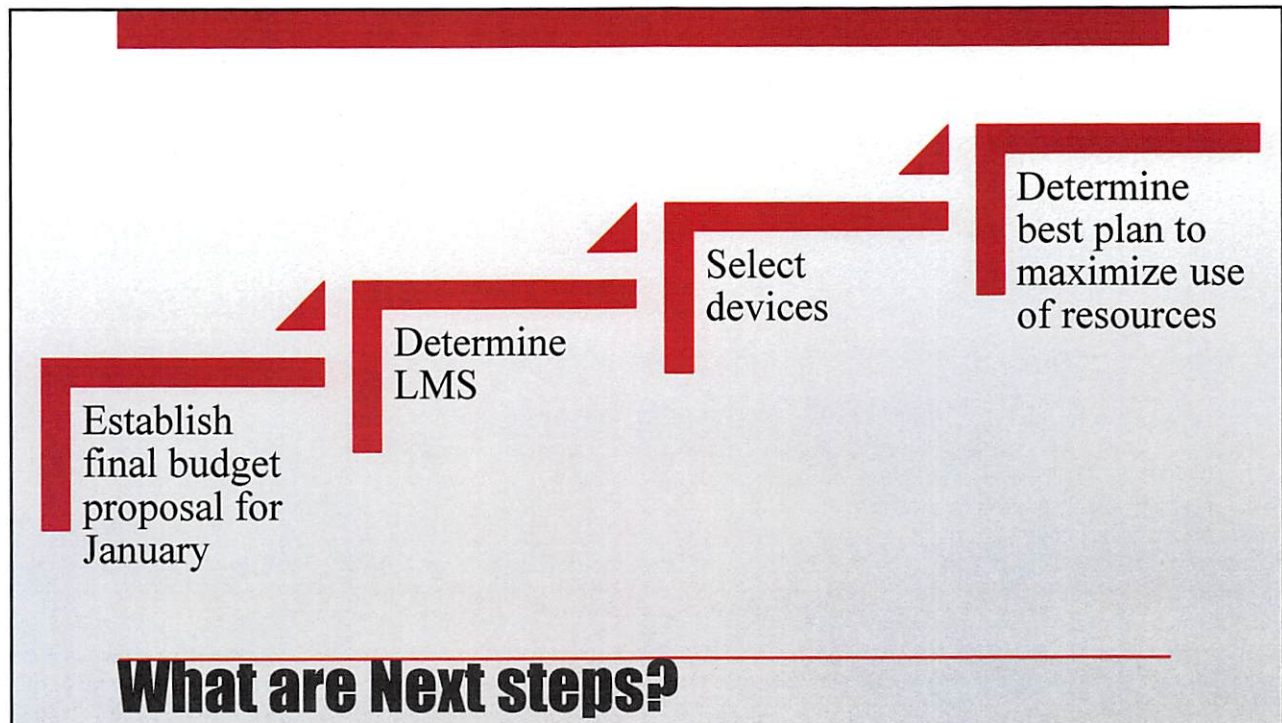 Establish
final budget
proposal for
January
Determine
LMS
Select
devices
Determine
best plan to
maximize use
of resources
What are Next steps?